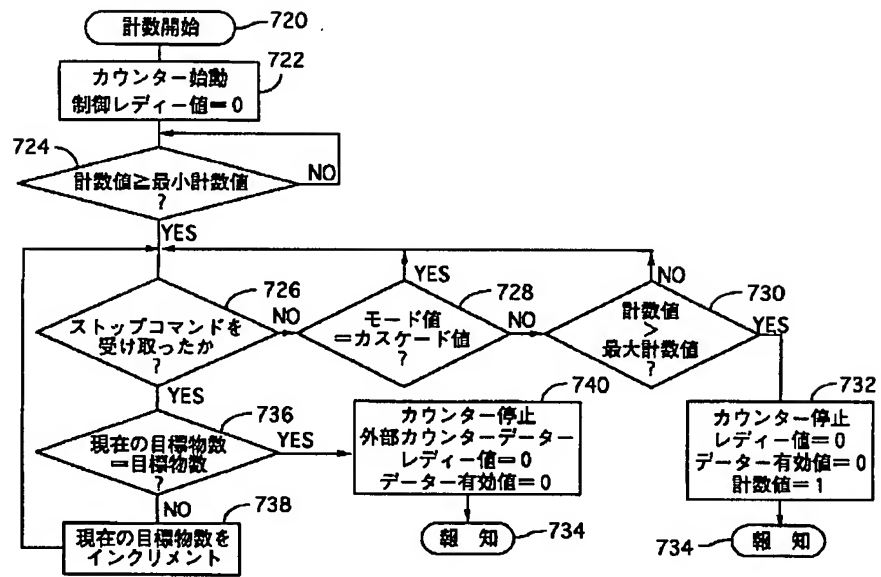 計数開始
720
カウンター始動
制御レディー値=0
722
724
計数値≧最小計数値
?
NO
YES
ストップコマンドを
受け取ったか
?
726
NO
YES
モード値
=カスケード値
?
728
YES
NO
計数値
>
最大計数値
?
730
NO
YES
現在の目標物数
=目標物数
?
736
YES
NO
カウンター停止
外部カウンターデーター
レディー値=0
データー有効値=0
740
カウンター停止
レディー値=0
データー有効値=0
計数値=1
732
現在の目標物数を
インクリメント
738
報 知
734
734
報 知